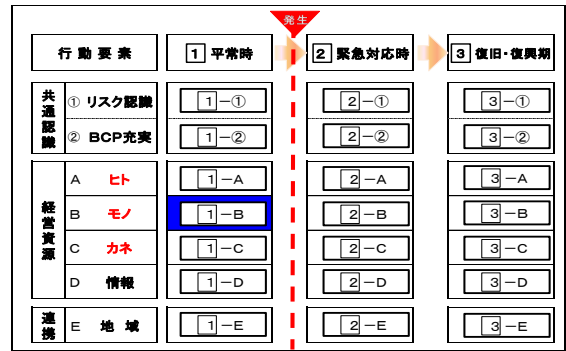 発生
行動要素 1 平常時 2 緊急対応時 3 復旧・復興期
共通認識
① リスク認識 1－① 2－① 3－①
② BCP充実 1－② 2－② 3－②
経営資源
A ヒト 1－A 2－A 3－A
B モノ 1－B 2－B 3－B
C カネ 1－C 2－C 3－C
D 情報 1－D 2－D 3－D
連携
E 地域 1－E 2－E 3－E